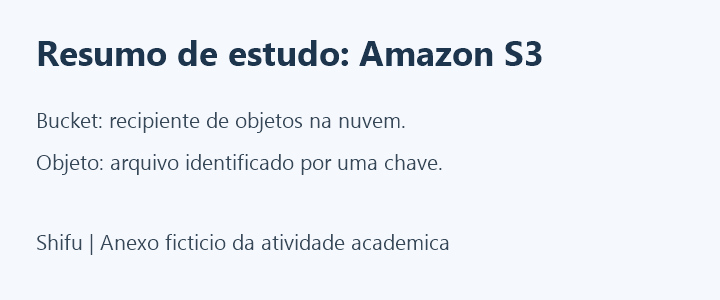 Resumo de estudo: Amazon S3
Bucket: recipiente de objetos na nuvem.
Objeto: arquivo identificado por uma chave.
Shifu | Anexo ficticio da atividade academica